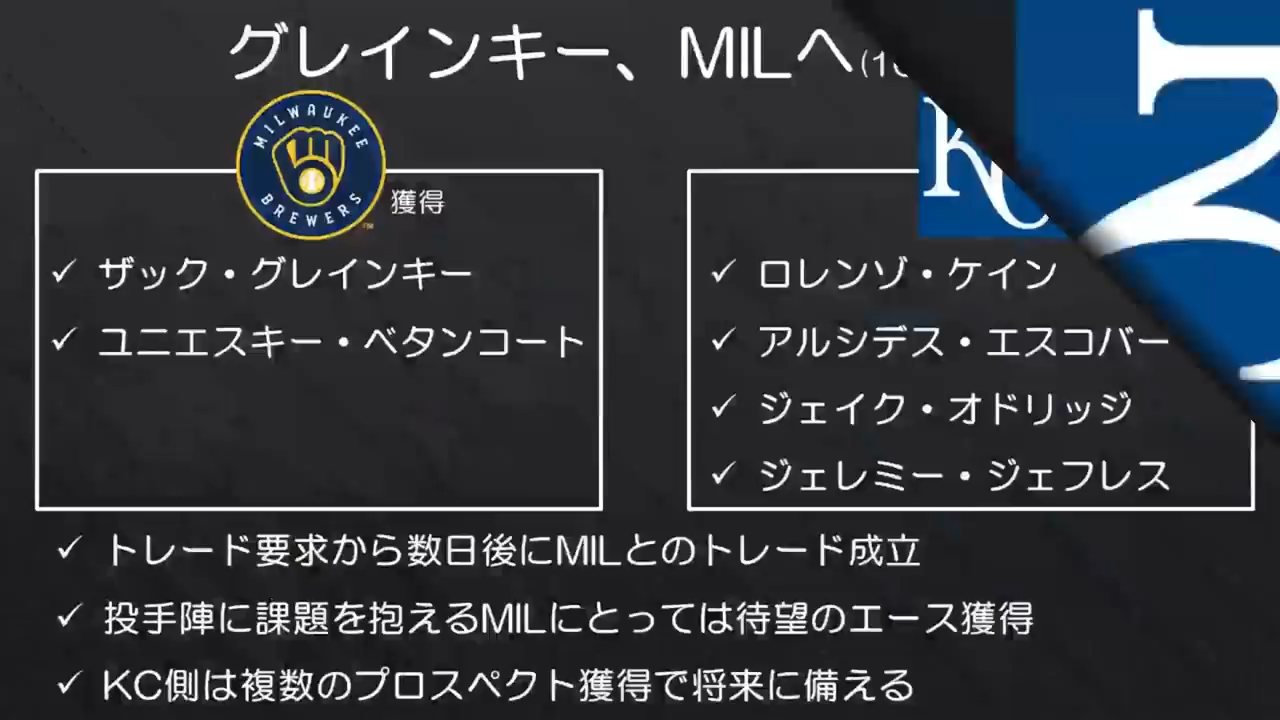 グレインキー、MILへ(10
MILWAUKEE
BREWERS
TM
KC
獲得
✓ ザック・グレインキー
✓ ユニエスキー・ベタンコート
✓ ロレンゾ・ケイン
✓ アルシデス・エスコバー
✓ ジェイク・オドリッジ
✓ ジェレミー・ジェフレス
✓ トレード要求から数日後にMILとのトレード成立
✓ 投手陣に課題を抱えるMILにとっては待望のエース獲得
✓ KC側は複数のプロスペクト獲得で将来に備える